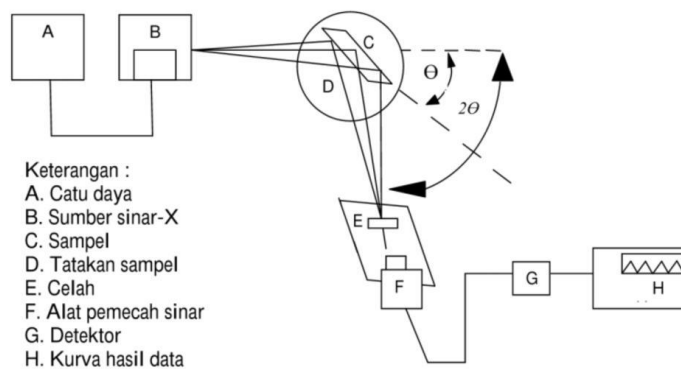 A
B
C
D
Θ
2Θ
E
F
G
H
Keterangan :
A. Catu daya
B. Sumber sinar-X
C. Sampel
D. Tatakan sampel
E. Celah
F. Alat pemecah sinar
G. Detektor
H. Kurva hasil data